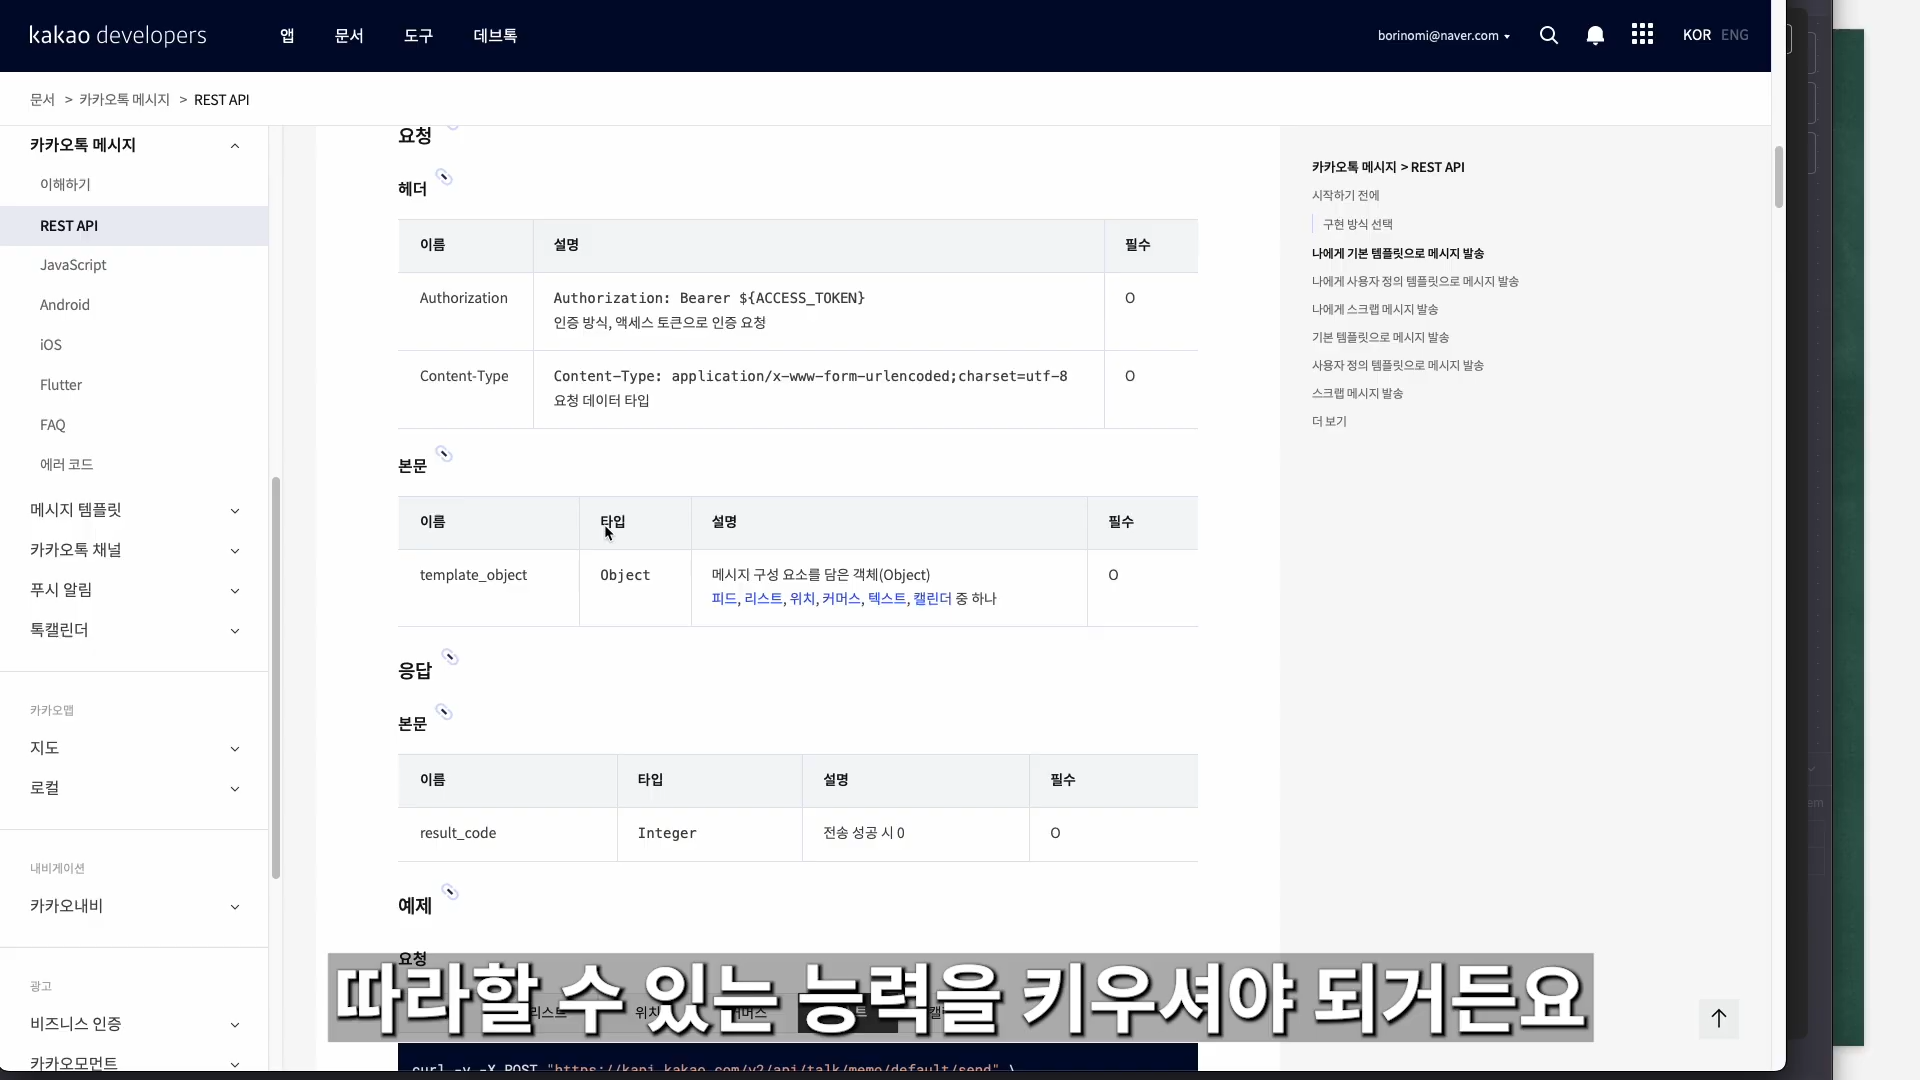 kakao developers
앱
문서
도구
데브톡
borinomi@naver.com
KOR ENG
문서 > 카카오톡 메시지 > REST API
카카오톡 메시지
이해하기
REST API
JavaScript
Android
iOS
Flutter
FAQ
에러 코드
메시지 템플릿
카카오톡 채널
푸시 알림
톡캘린더
카카오맵
지도
로컬
내비게이션
카카오내비
광고
비즈니스 인증
카카오모먼트
요청
헤더
이름 설명 필수
Authorization Authorization: Bearer ${ACCESS_TOKEN} O
인증 방식, 액세스 토큰으로 인증 요청
Content-Type Content-Type: application/x-www-form-urlencoded;charset=utf-8 O
요청 데이터 타입
본문
이름 타입 설명 필수
template_object Object 메시지 구성 요소를 담은 객체(Object) O
피드, 리스트, 위치, 커머스, 텍스트, 캘린더 중 하나
응답
본문
이름 타입 설명 필수
result_code Integer 전송 성공 시 0 O
예제
요청
따라할 수 있는 능력을 키우셔야 되거든요
curl -v -X POST "https://kapi.kakao.com/v2/api/talk/memo/default/send" \
카카오톡 메시지 > REST API
시작하기 전에
구현 방식 선택
나에게 기본 템플릿으로 메시지 발송
나에게 사용자 정의 템플릿으로 메시지 발송
나에게 스크랩 메시지 발송
기본 템플릿으로 메시지 발송
사용자 정의 템플릿으로 메시지 발송
스크랩 메시지 발송
더 보기